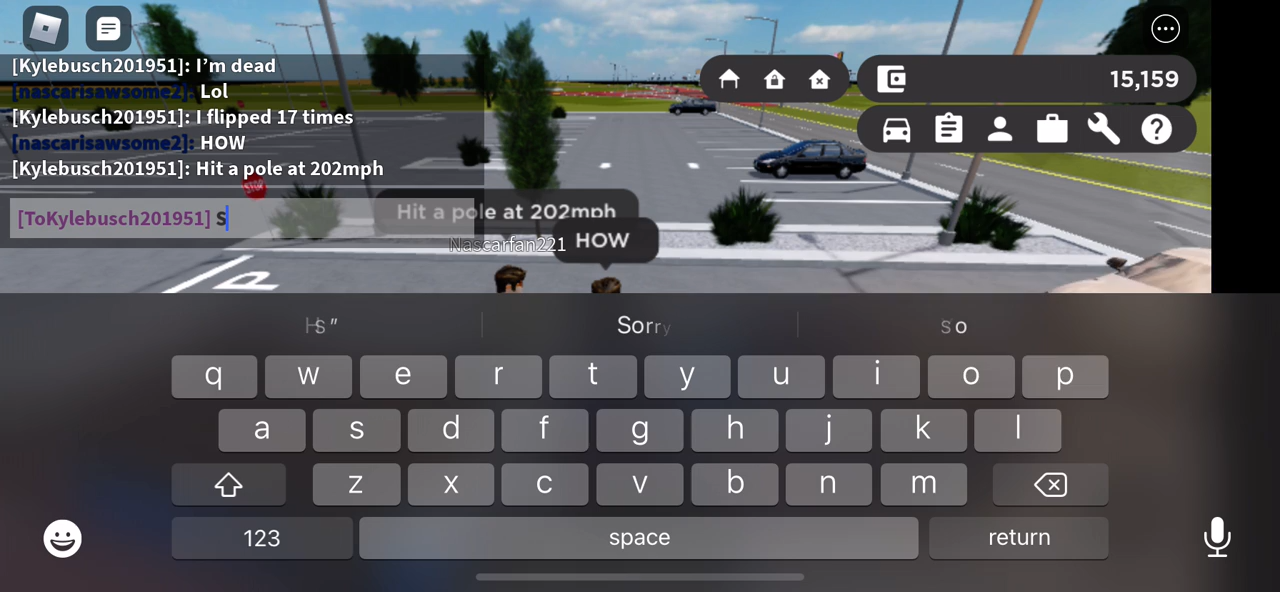 [Kylebusch201951]: I'm dead
[nascarisawsome2]: Lol
[Kylebusch201951]: I flipped 17 times
[nascarisawsome2]: HOW
[Kylebusch201951]: Hit a pole at 202mph
[ToKylebusch201951] S
15,159
STOP
Hit a pole at 202mph
Nascarfan221
HOW
P
Sorry
so
q w e r t y u i o p
a s d f g h j k l
z x c v b n m
123 space return